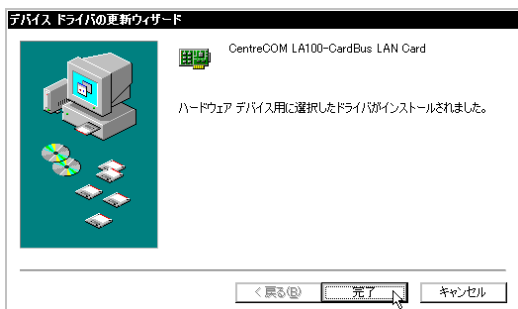 デバイス ドライバの更新ウィザード
CentreCOM LA100-CardBus LAN Card
ハードウェア デバイス用に選択したドライバがインストールされました。
< 戻る(B)
完了
キャンセル